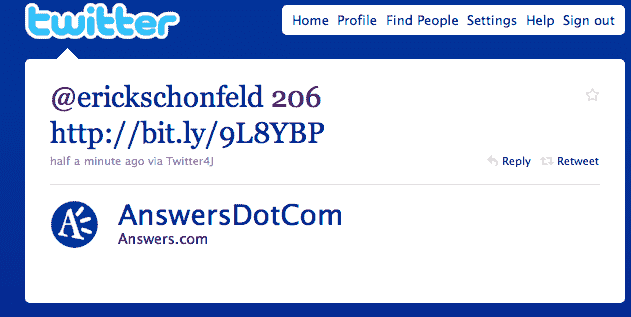 twitter
Home Profile Find People Settings Help Sign out
@erickschonfeld 206
http://bit.ly/9L8YBP
half a minute ago via Twitter4J
Reply Retweet
A
AnswersDotCom
Answers.com